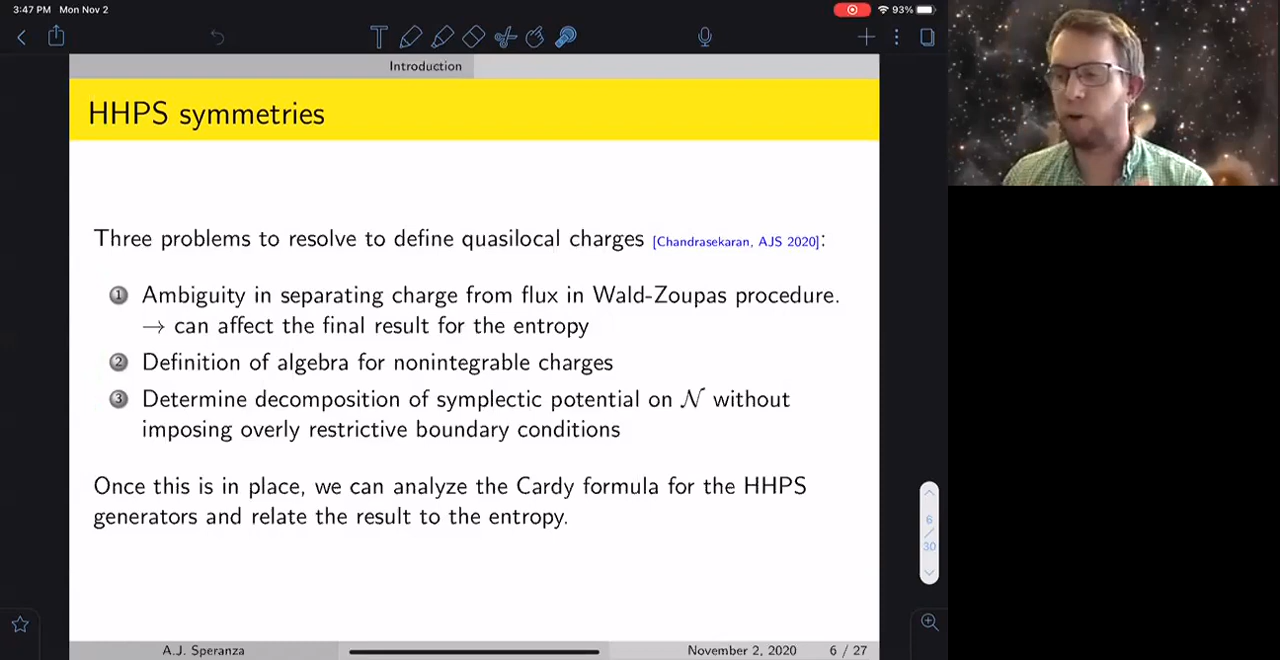 3:47 PM Mon Nov 2
93%
Introduction
HHPS symmetries
Three problems to resolve to define quasilocal charges [Chandrasekaran, AJS 2020]:
1 Ambiguity in separating charge from flux in Wald-Zoupas procedure.
→ can affect the final result for the entropy
2 Definition of algebra for nonintegrable charges
3 Determine decomposition of symplectic potential on 𝒩 without
imposing overly restrictive boundary conditions
Once this is in place, we can analyze the Cardy formula for the HHPS
generators and relate the result to the entropy.
6
/
30
A.J. Speranza
November 2, 2020 6 / 27